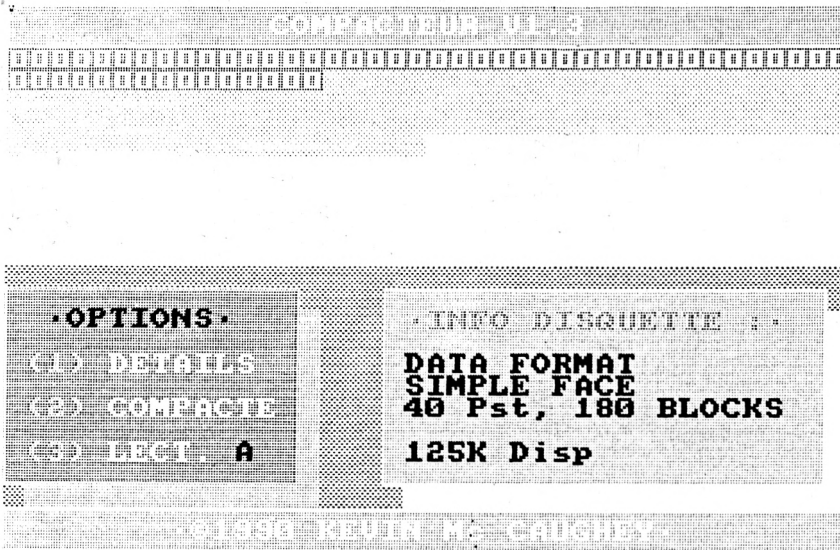 COMPACTEUR V1.3
·OPTIONS·
(1) DETAILS
(2) COMPACTE
(3) LECT. A
·INFO DISQUETTE :·
DATA FORMAT
SIMPLE FACE
40 Pst, 180 BLOCKS
125K Disp
·©1990 KEVIN Mc CAUGHEY·